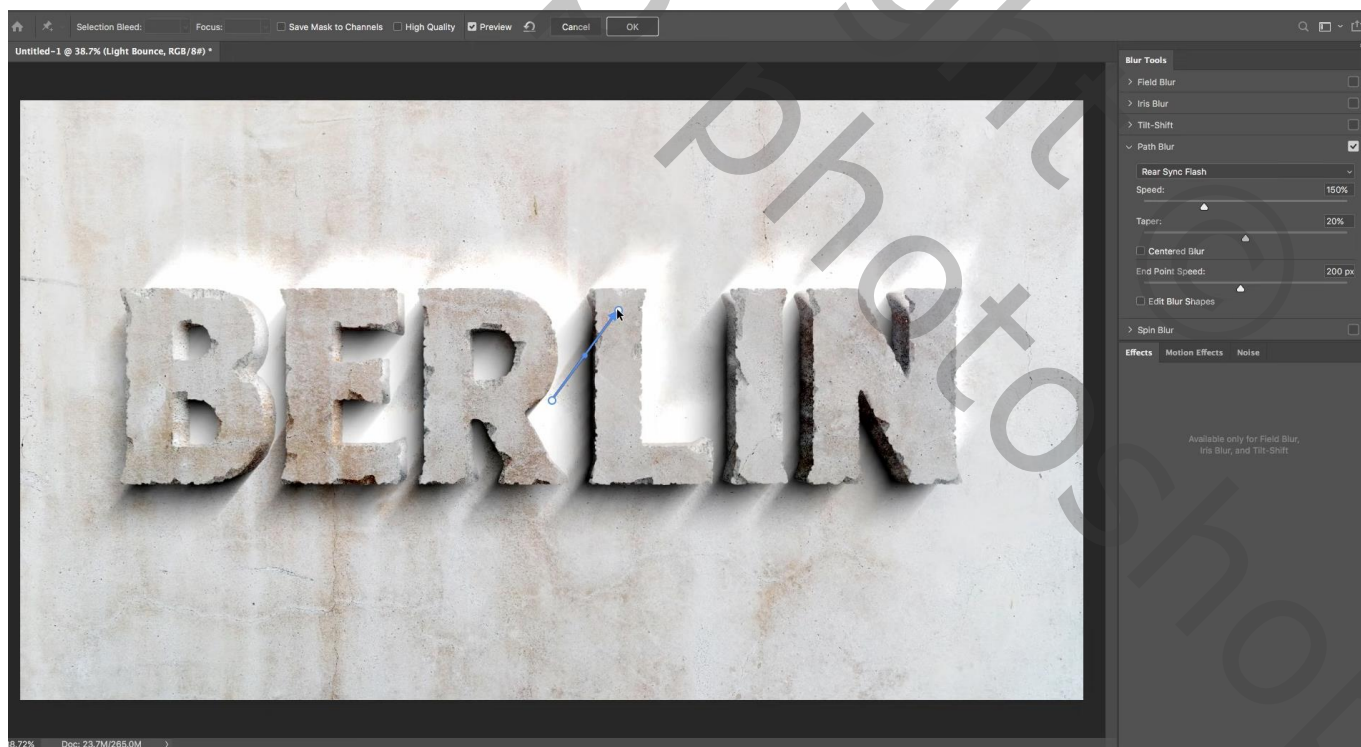 Selection Bleed: Focus: Save Mask to Channels High Quality Preview Cancel OK
Untitled-1 @ 38.7% (Light Bounce, RGB/8#) *
BERLIN
Blur Tools
Field Blur
Iris Blur
Tilt-Shift
Path Blur
Rear Sync Flash
Speed: 150%
Taper: 20%
Centered Blur
End Point Speed: 200 px
Edit Blur Shapes
Spin Blur
Effects Motion Effects Noise
Available only for Field Blur,
Iris Blur, and Tilt-Shift
8.72% Doc: 23.7M/265.0M
photosho
©